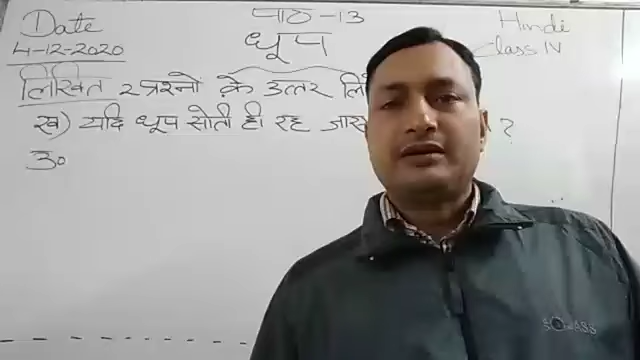 Date
4-12-2020
पाठ-13
धूप
Hindi
Class IV
लिखित प्रश्नों के उत्तर
ख) यदि धूप सोती ही रह ?
उ०